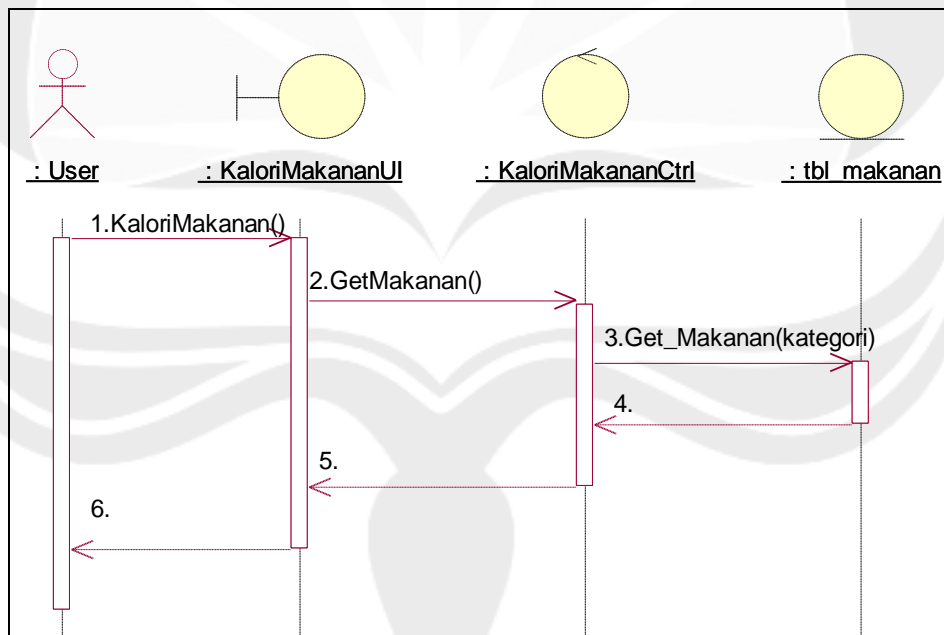 : User
: KaloriMakananUI
: KaloriMakananCtrl
: tbl_makanan
1.KaloriMakanan()
2.GetMakanan()
3.Get_Makanan(kategori)
4.
5.
6.